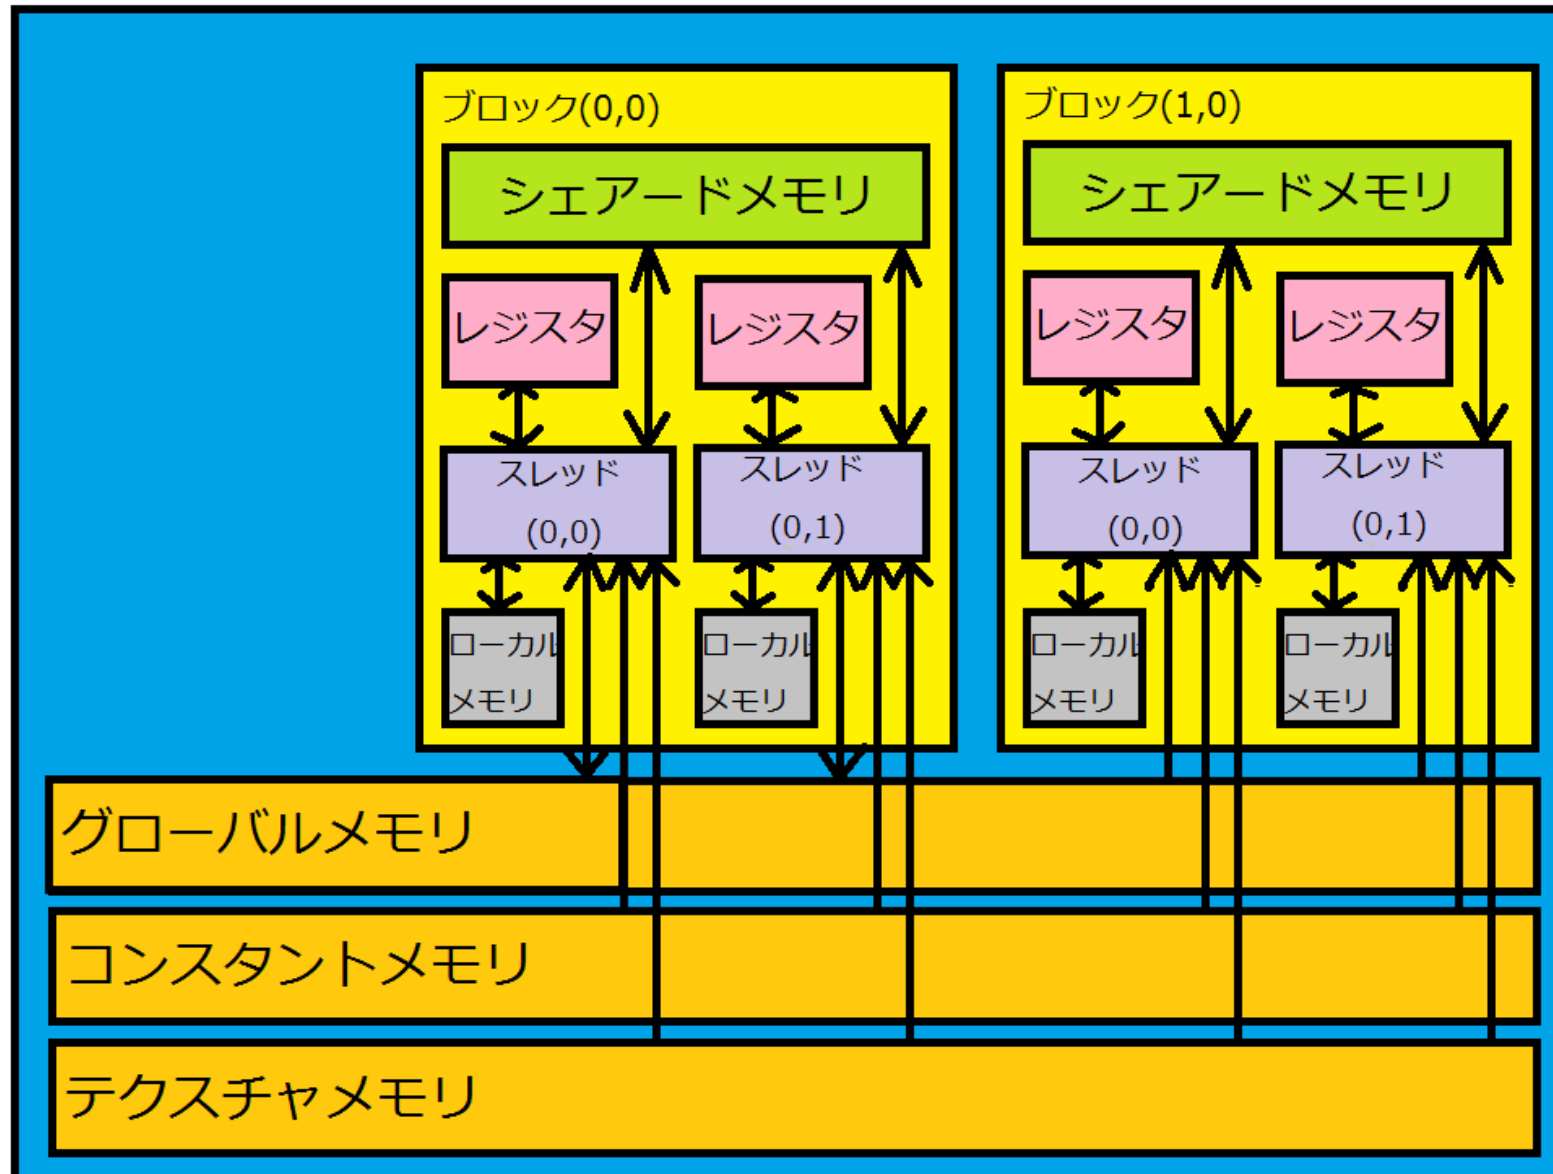 ブロック(0,0)
シェアードメモリ
レジスタ
レジスタ
スレッド
(0,0)
スレッド
(0,1)
ローカル
メモリ
ローカル
メモリ
ブロック(1,0)
シェアードメモリ
レジスタ
レジスタ
スレッド
(0,0)
スレッド
(0,1)
ローカル
メモリ
ローカル
メモリ
グローバルメモリ
コンスタントメモリ
テクスチャメモリ